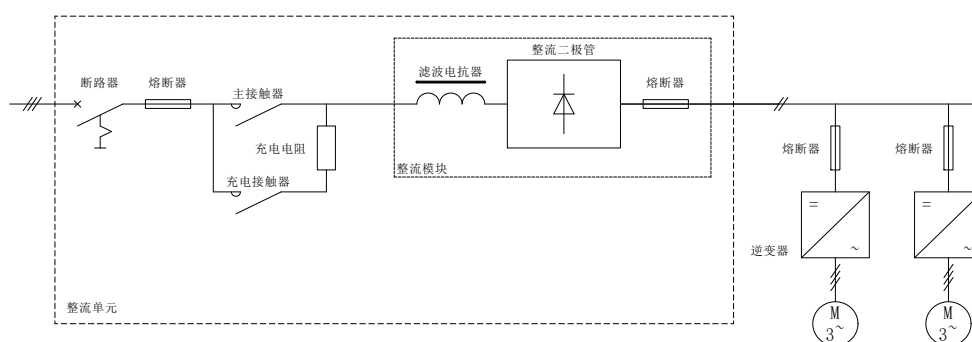 整流二极管
滤波电抗器
断路器
熔断器
主接触器
熔断器
充电电阻
整流模块
充电接触器
熔断器
熔断器
=
~
=
~
逆变器
整流单元
M
3~
M
3~